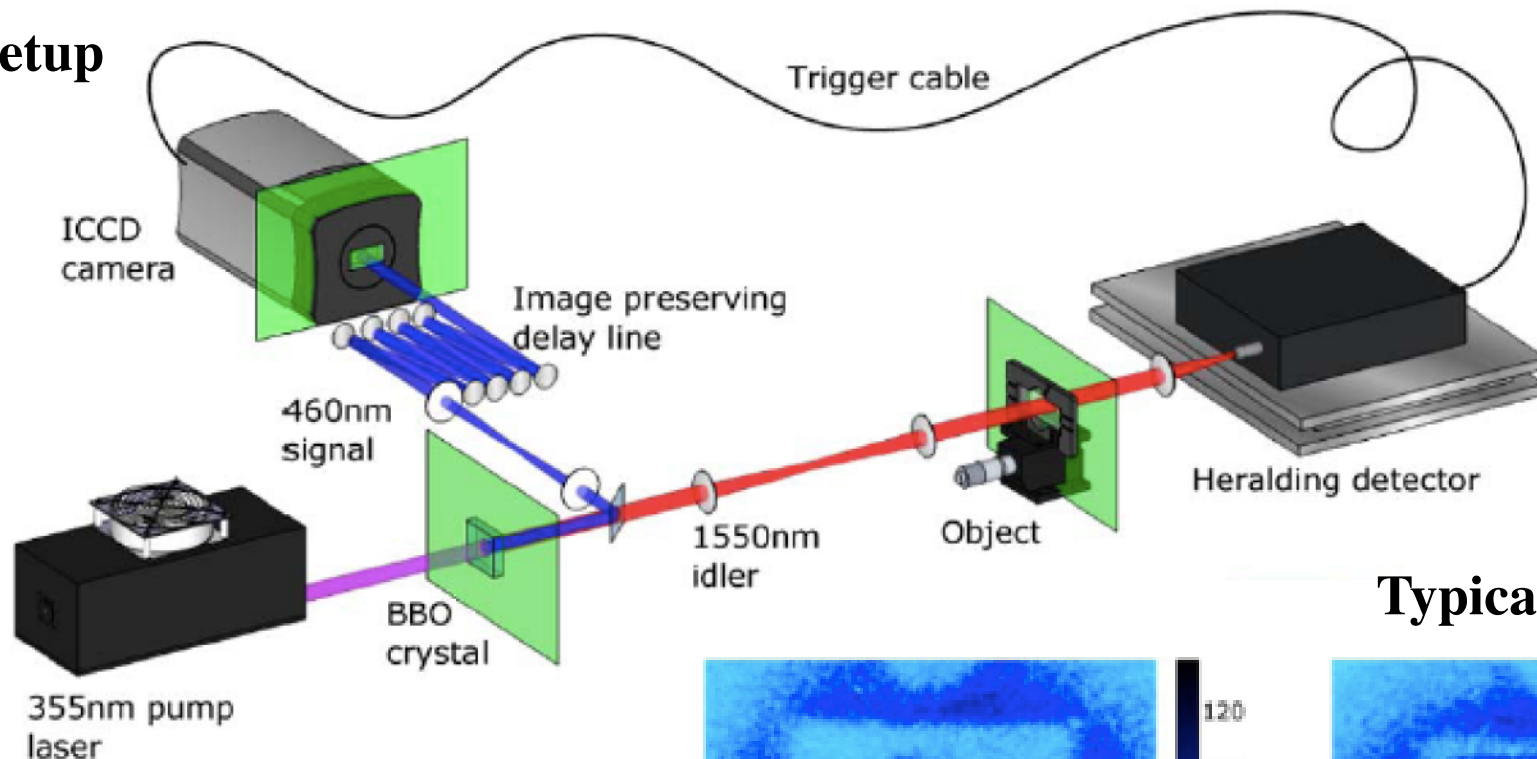 etup
Trigger cable
ICCD
camera
Image preserving
delay line
460nm
signal
Heralding detector
Object
1550nm
idler
BBO
crystal
355nm pump
laser
Typica
120